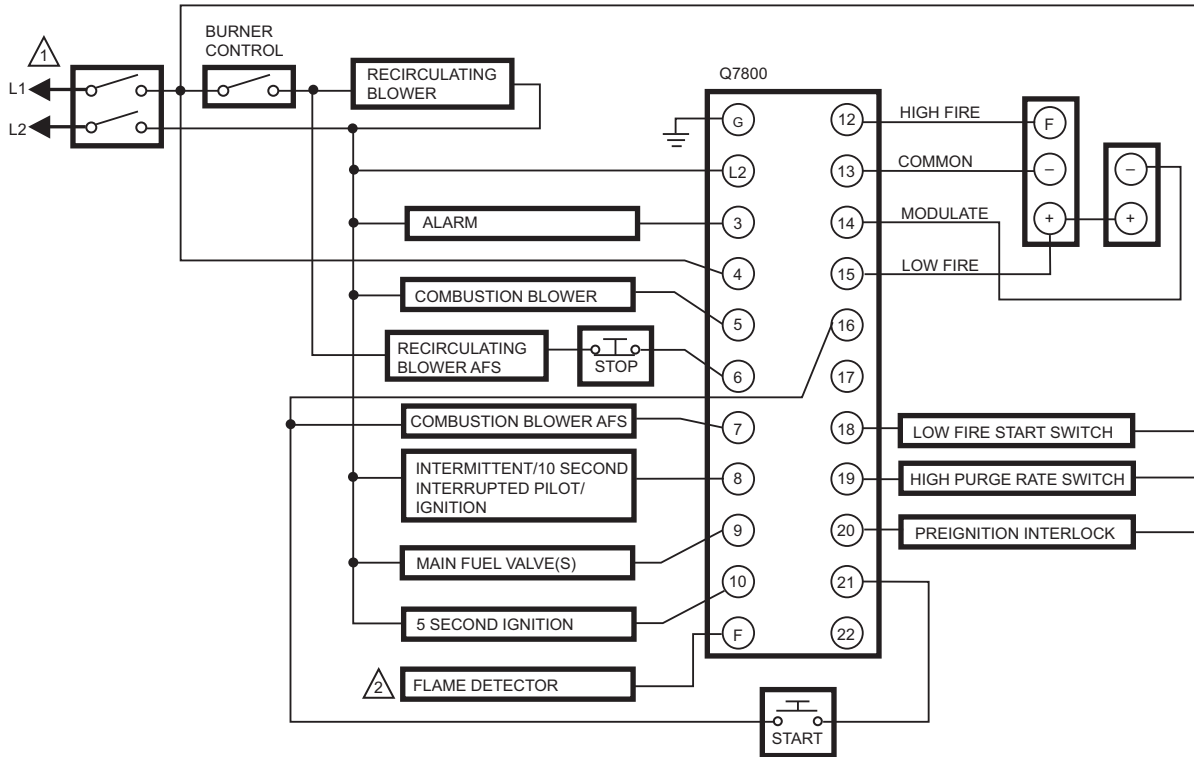 BURNER
CONTROL
1
L1
L2
RECIRCULATING
BLOWER
Q7800
G
L2
3
4
5
6
7
8
9
10
F
12
13
14
15
16
17
18
19
20
21
22
HIGH FIRE
COMMON
MODULATE
LOW FIRE
F
–
+
–
+
ALARM
COMBUSTION BLOWER
RECIRCULATING
BLOWER AFS
STOP
COMBUSTION BLOWER AFS
INTERMITTENT/10 SECOND
INTERRUPTED PILOT/
IGNITION
MAIN FUEL VALVE(S)
5 SECOND IGNITION
2
FLAME DETECTOR
LOW FIRE START SWITCH
HIGH PURGE RATE SWITCH
PREIGNITION INTERLOCK
START